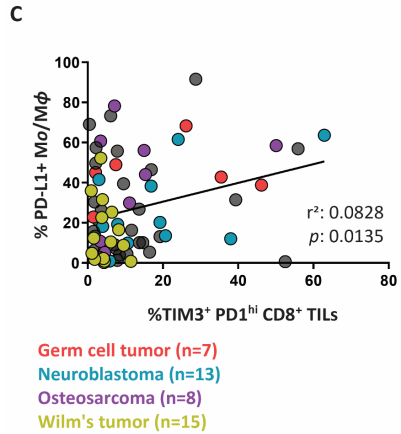 C
100
80
60
40
20
0
% PD-L1+ Mo/Mϕ
r²: 0.0828
p: 0.0135
0 20 40 60 80
%TIM3⁺ PD1ʰⁱ CD8⁺ TILs
Germ cell tumor (n=7)
Neuroblastoma (n=13)
Osteosarcoma (n=8)
Wilm's tumor (n=15)